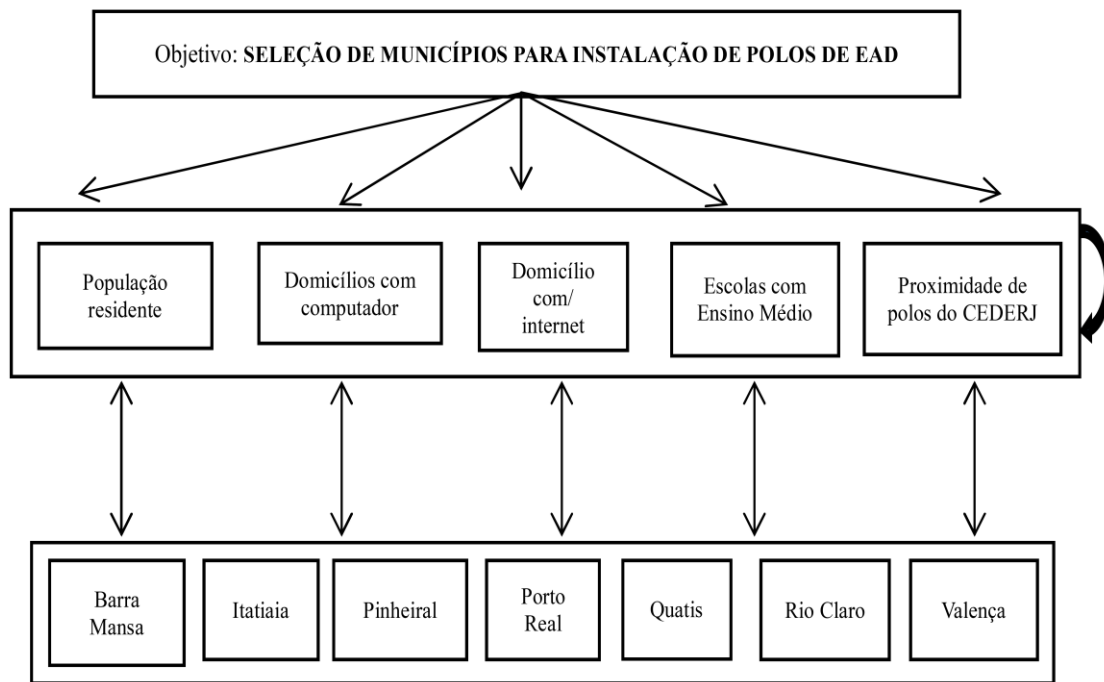 Objetivo: SELEÇÃO DE MUNICÍPIOS PARA INSTALAÇÃO DE POLOS DE EAD
População
residente
Domicílios com
computador
Domicílio
com/
internet
Escolas com
Ensino Médio
Proximidade de
polos do CEDERJ
Barra
Mansa
Itatiaia
Pinheiral
Porto
Real
Quatis
Rio Claro
Valença